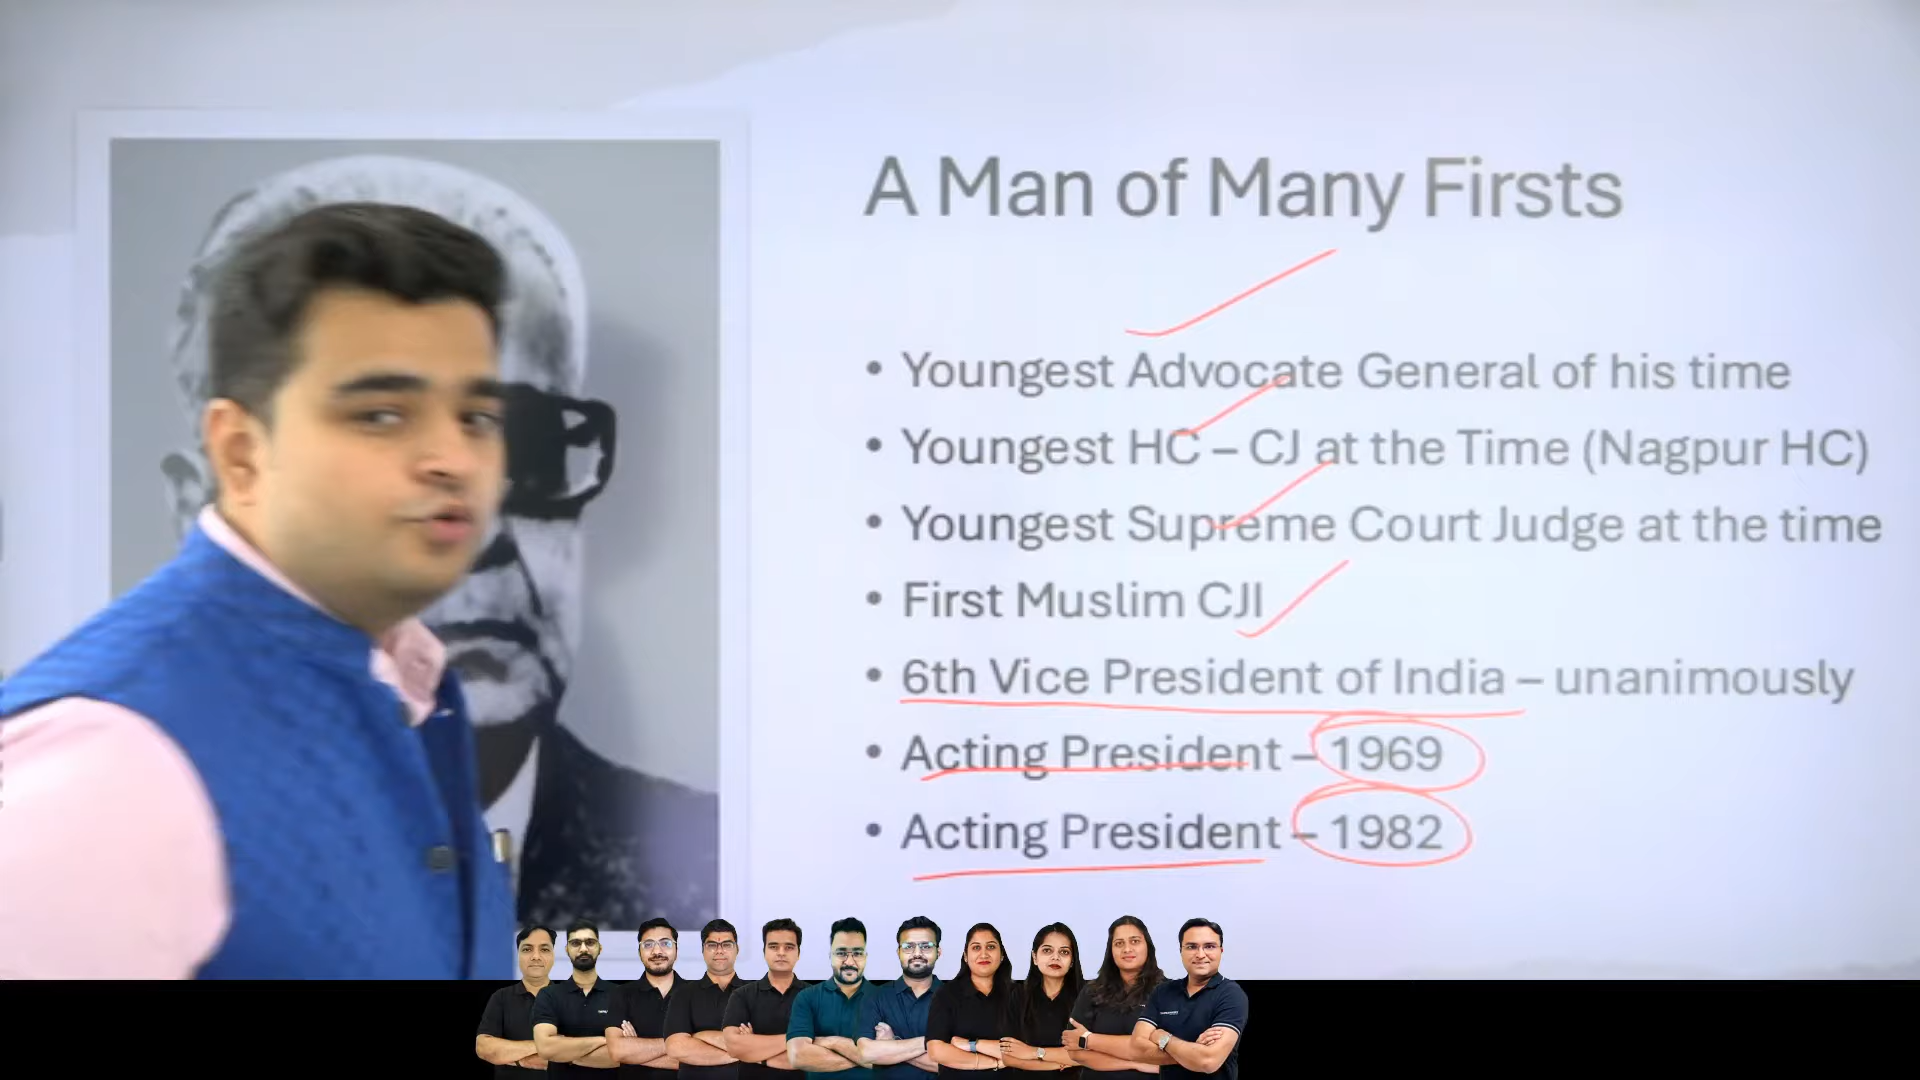 A Man of Many Firsts
• Youngest Advocate General of his time
• Youngest HC – CJ at the Time (Nagpur HC)
• Youngest Supreme Court Judge at the time
• First Muslim CJI
• 6th Vice President of India – unanimously
• Acting President – 1969
• Acting President – 1982